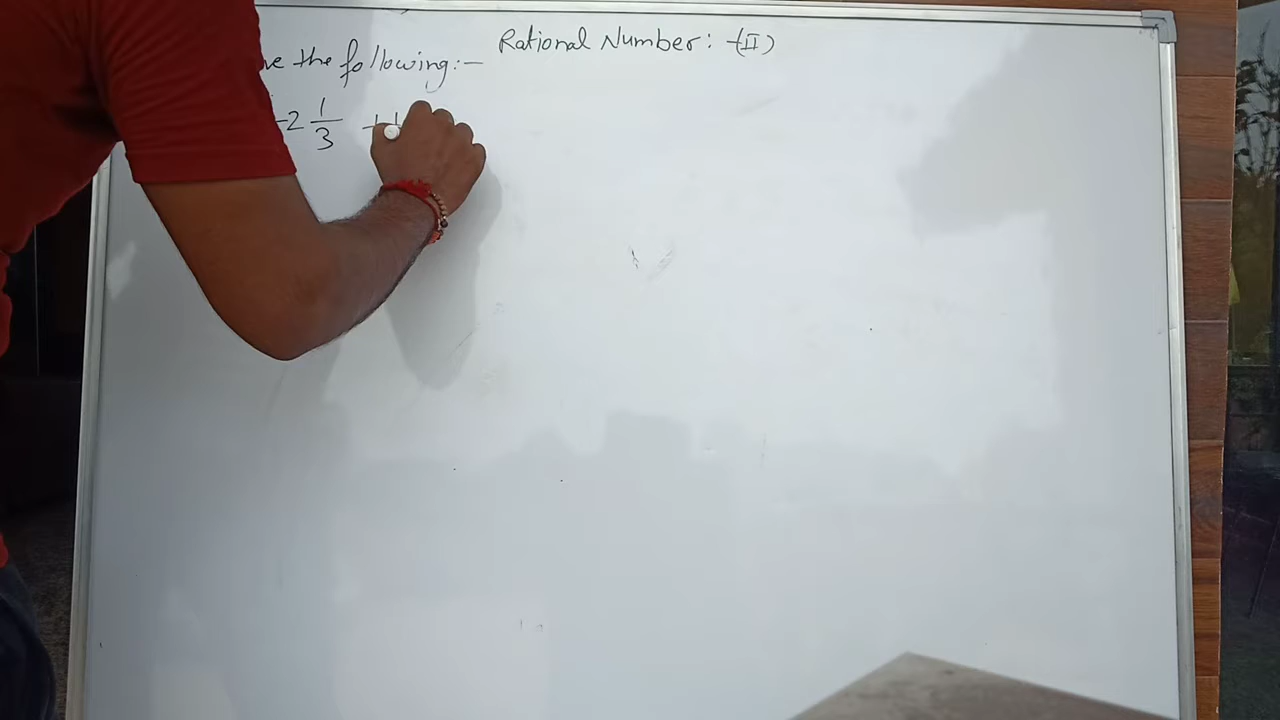 Rational Number: -(II)
the following:-
-2 1/3 +